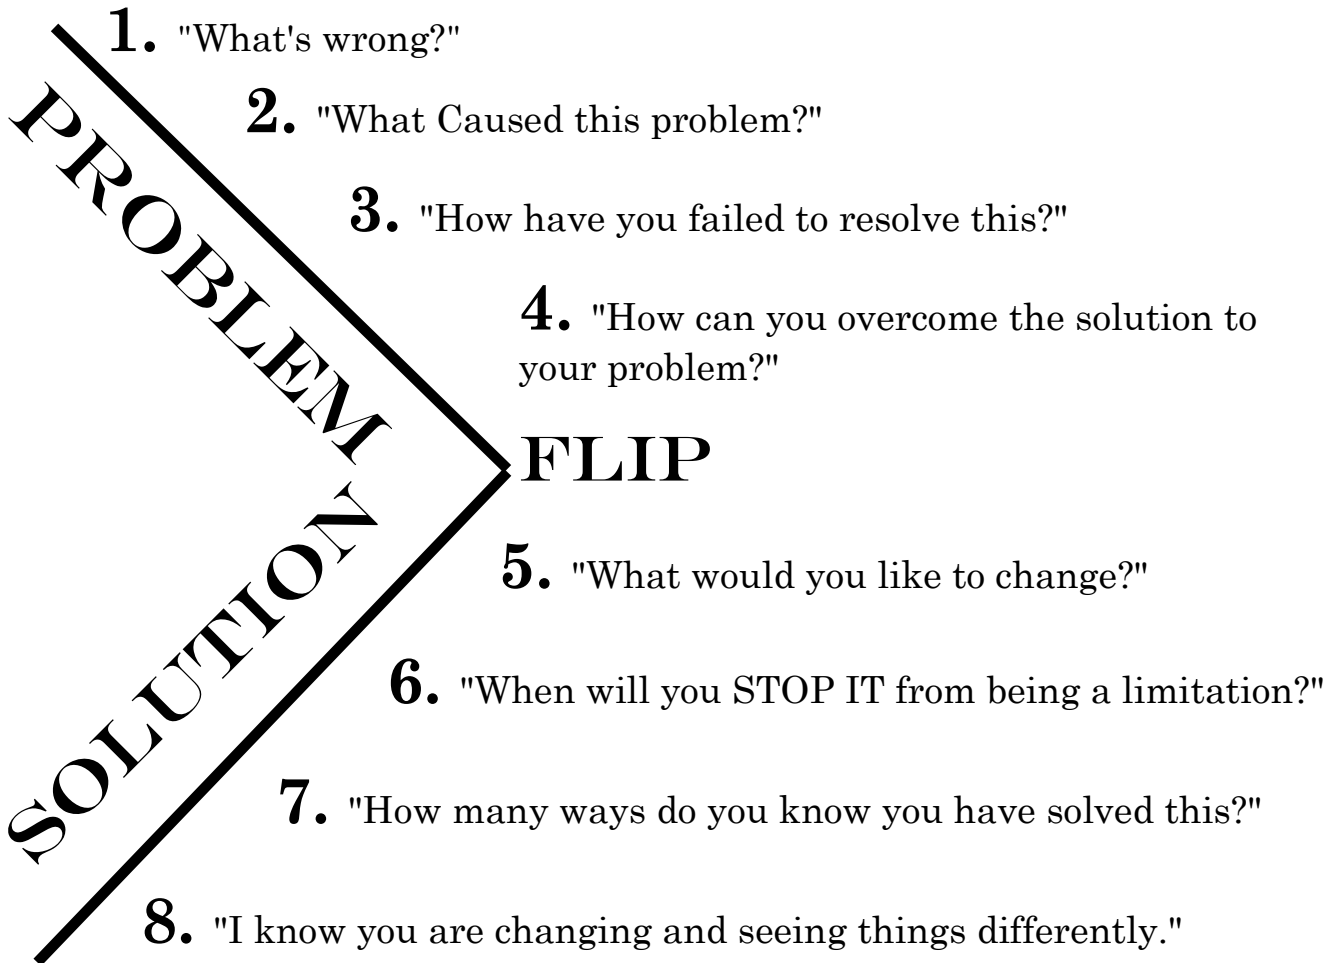 1. "What's wrong?"
2. "What Caused this problem?"
3. "How have you failed to resolve this?"
4. "How can you overcome the solution to
your problem?"
PROBLEM
FLIP
SOLUTION
5. "What would you like to change?"
6. "When will you STOP IT from being a limitation?"
7. "How many ways do you know you have solved this?"
8. "I know you are changing and seeing things differently."